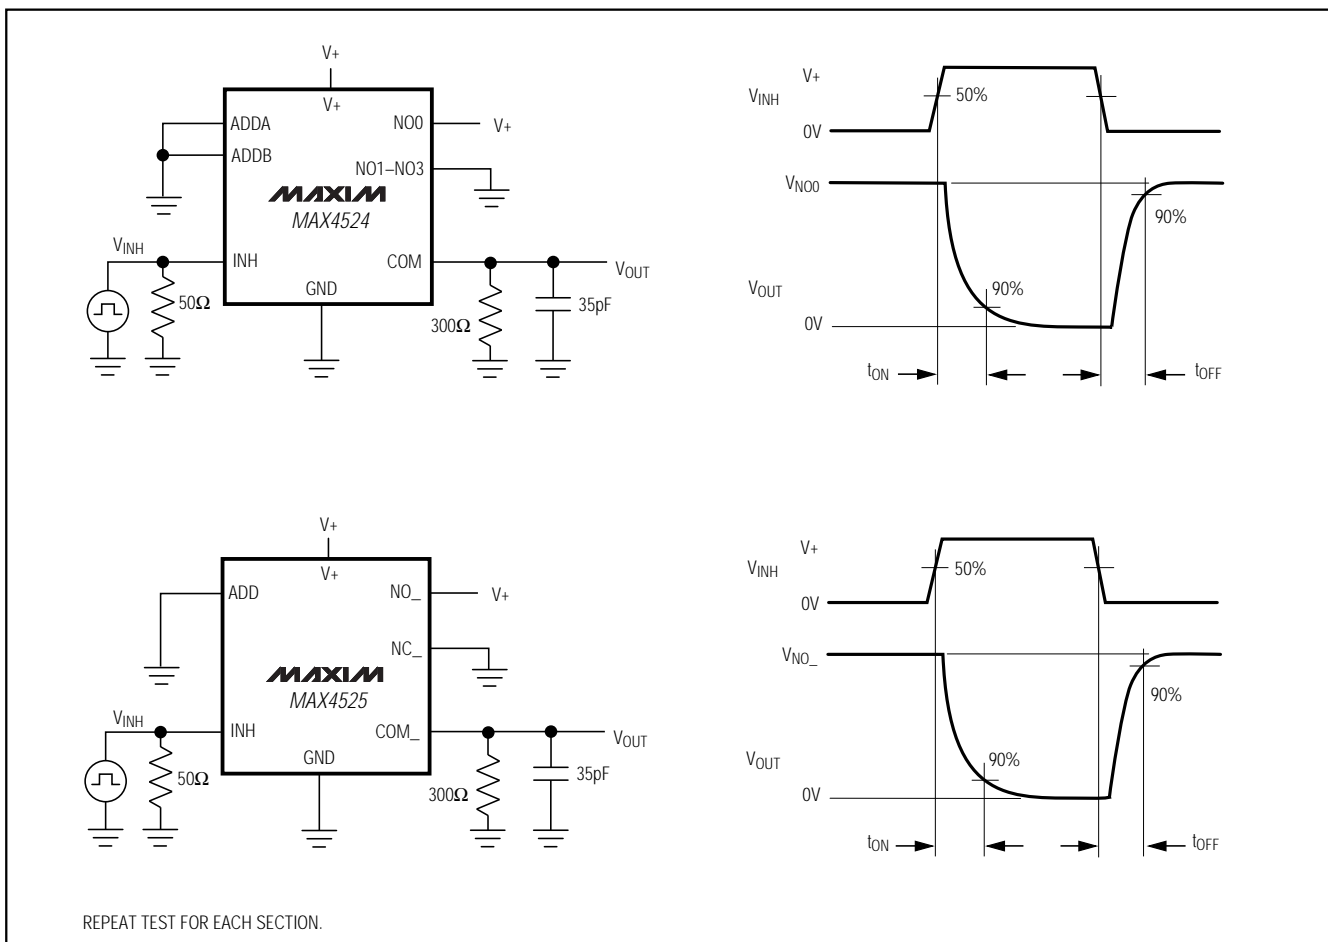 V+
V+
ADDA
ADDB
NO0
V+
NO1–NO3
MAXIM
MAX4524
VINH
INH
COM
VOUT
GND
50Ω
300Ω
35pF
V+
VINH
50%
0V
VNO0
90%
VOUT
90%
0V
tON
tOFF
V+
V+
ADD
NO_
V+
NC_
MAXIM
MAX4525
VINH
INH
COM_
VOUT
GND
50Ω
300Ω
35pF
V+
VINH
50%
0V
VNO_
90%
VOUT
90%
0V
tON
tOFF
REPEAT TEST FOR EACH SECTION.